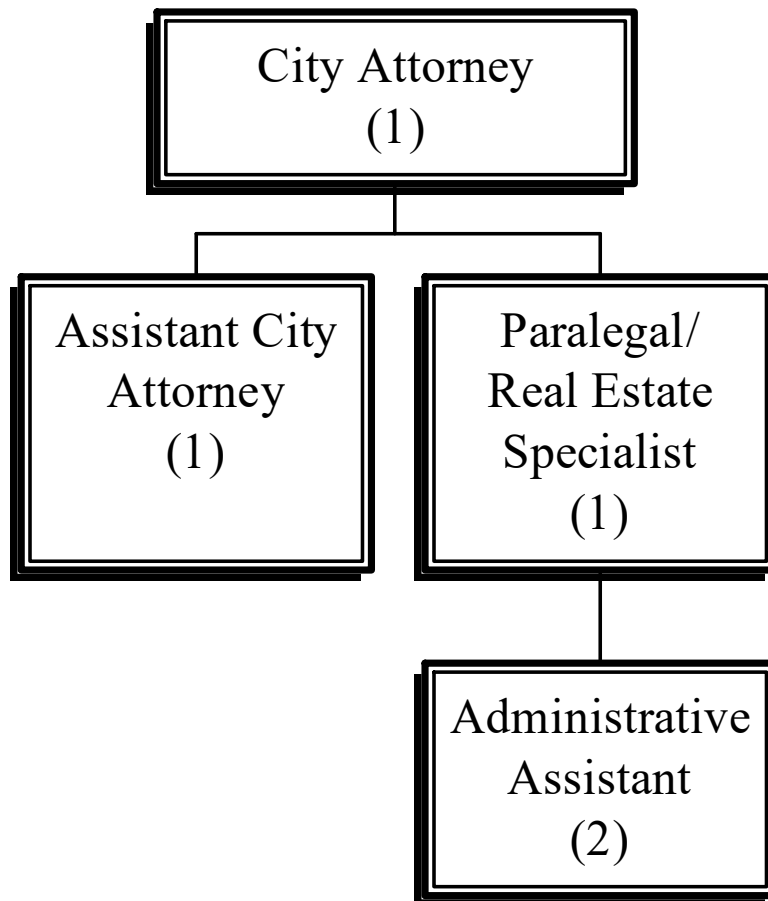 City Attorney
(1)
Assistant City
Attorney
(1)
Paralegal/
Real Estate
Specialist
(1)
Administrative
Assistant
(2)